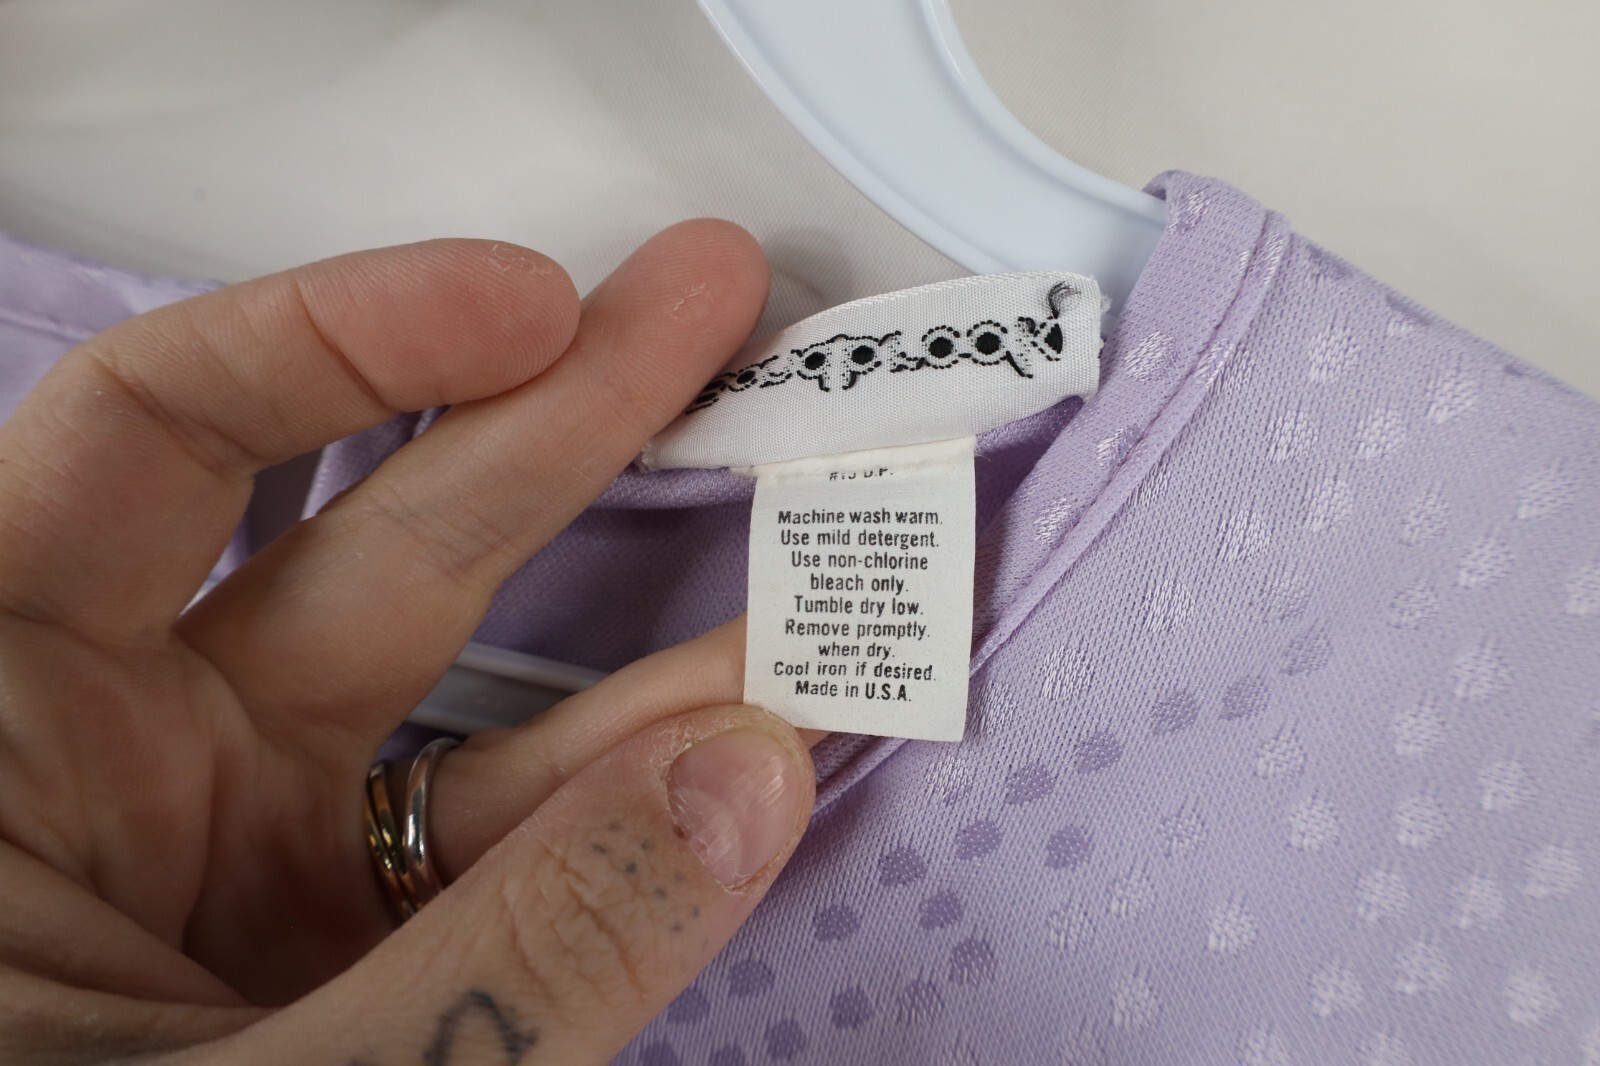 Machine wash warm.
Use mild detergent.
Use non-chlorine
bleach only.
Tumble dry low.
Remove promptly.
when dry.
Cool iron if desired.
Made in U.S.A.